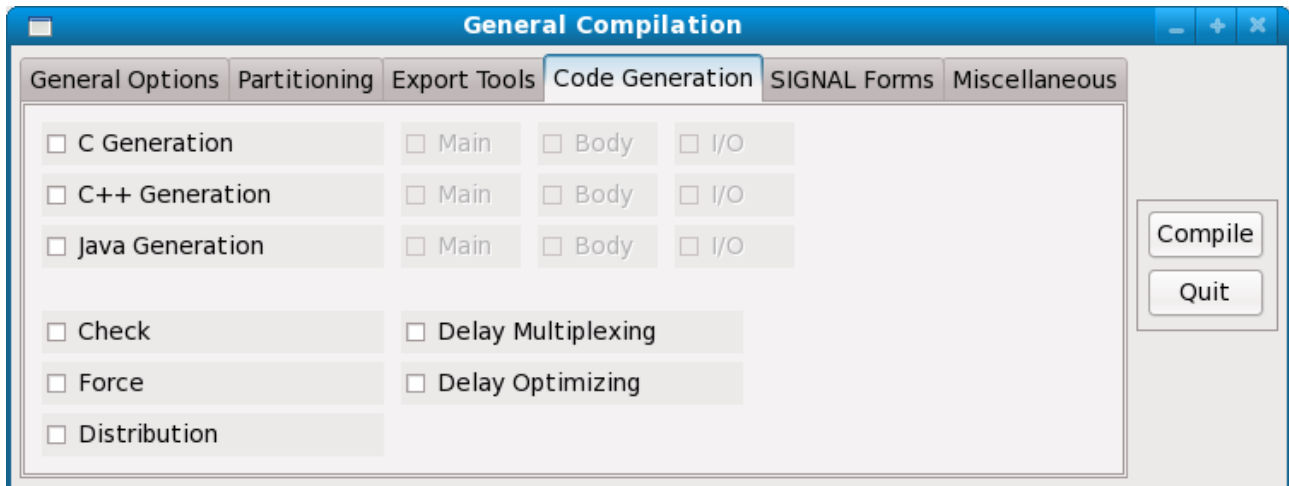 General Compilation
General Options Partitioning Export Tools Code Generation SIGNAL Forms Miscellaneous
C Generation Main Body I/O
C++ Generation Main Body I/O
Java Generation Main Body I/O
Compile
Quit
Check Delay Multiplexing
Force Delay Optimizing
Distribution